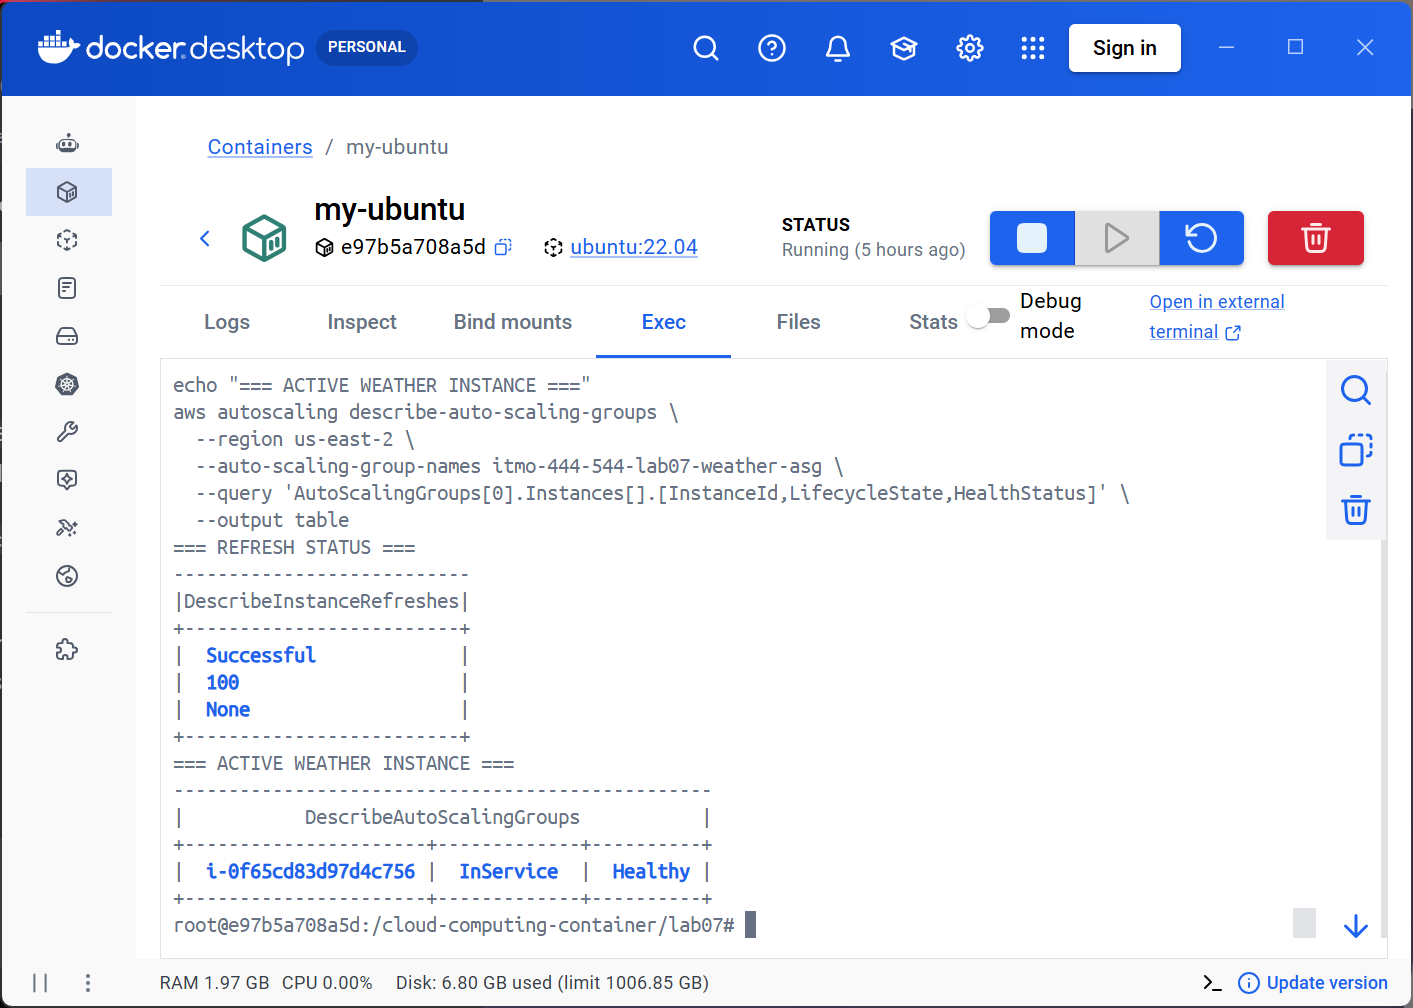 docker desktop PERSONAL Sign in
Containers / my-ubuntu
my-ubuntu
e97b5a708a5d ubuntu:22.04
STATUS
Running (5 hours ago)
Logs Inspect Bind mounts Exec Files Stats
Debug mode
Open in external terminal
echo "=== ACTIVE WEATHER INSTANCE ==="
aws autoscaling describe-auto-scaling-groups \
  --region us-east-2 \
  --auto-scaling-group-names itmo-444-544-lab07-weather-asg \
  --query 'AutoScalingGroups[0].Instances[].[InstanceId,LifecycleState,HealthStatus]' \
  --output table
=== REFRESH STATUS ===
---------------------------
|DescribeInstanceRefreshes|
+-------------------------+
|  Successful             |
|  100                    |
|  None                   |
+-------------------------+
=== ACTIVE WEATHER INSTANCE ===
-------------------------------------------------
|           DescribeAutoScalingGroups           |
+----------------------+-------------+----------+
|  i-0f65cd83d97d4c756 |  InService  |  Healthy |
+----------------------+-------------+----------+
root@e97b5a708a5d:/cloud-computing-container/lab07#
RAM 1.97 GB CPU 0.00% Disk: 6.80 GB used (limit 1006.85 GB) Update version